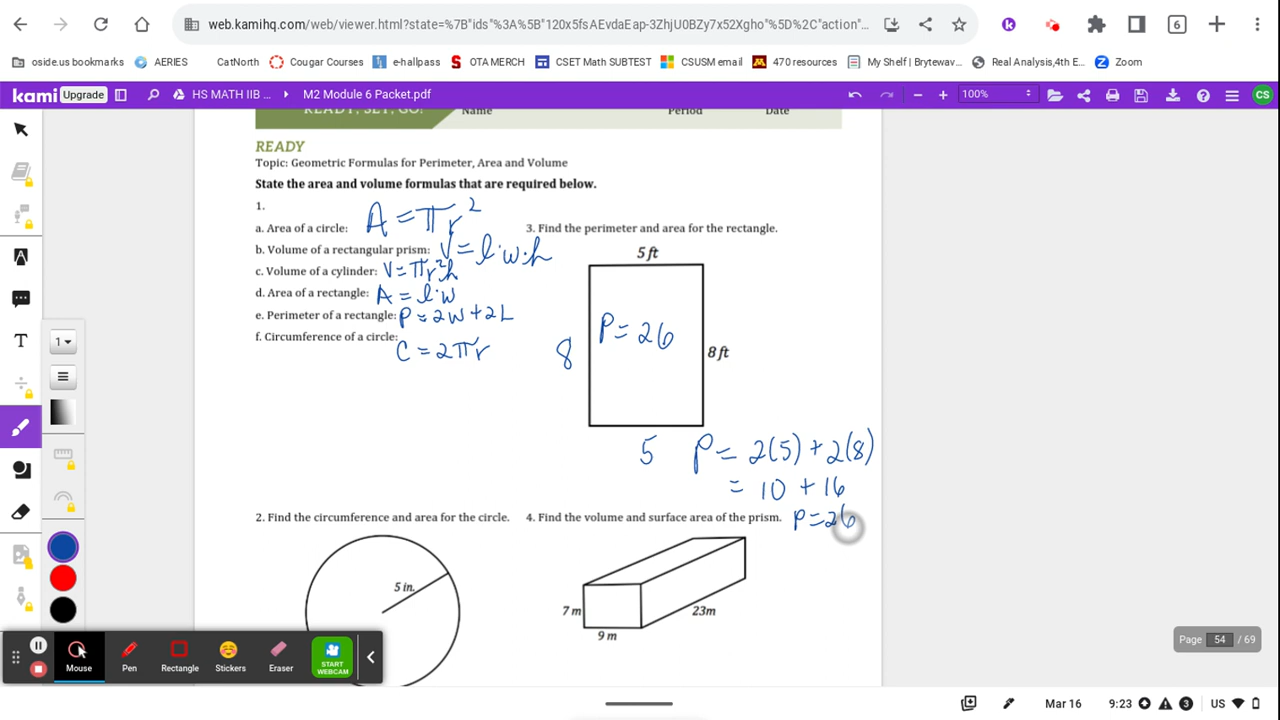 web.kamihq.com/web/viewer.html?state=%7B"ids"%3A%5B"120x5fsAEvdaEap-3ZhjU0BZy7x52Xgho"%5D%2C"action"...
6
oside.us bookmarks
AERIES
CatNorth
Cougar Courses
e-hallpass
OTA MERCH
CSET Math SUBTEST
CSUSM email
470 resources
My Shelf | Brytewav...
Real Analysis,4th E...
Zoom
kami Upgrade
HS MATH IIB ...
M2 Module 6 Packet.pdf
100%
CS
READY, SET, GO!
Name
Period
Date
READY
Topic: Geometric Formulas for Perimeter, Area and Volume
State the area and volume formulas that are required below.
1.
a. Area of a circle: A = πr²
b. Volume of a rectangular prism: V = l·w·h
c. Volume of a cylinder: V = πr²h
d. Area of a rectangle: A = l·w
e. Perimeter of a rectangle: P = 2W + 2L
f. Circumference of a circle:
C = 2πr
3. Find the perimeter and area for the rectangle.
5 ft
P = 26
8
8 ft
5
P = 2(5) + 2(8)
= 10 + 16
P = 26
2. Find the circumference and area for the circle.
5 in.
4. Find the volume and surface area of the prism.
7 m
23m
9 m
1
T
Mouse
Pen
Rectangle
Stickers
Eraser
START WEBCAM
Page 54 / 69
Mar 16
9:23
3
US